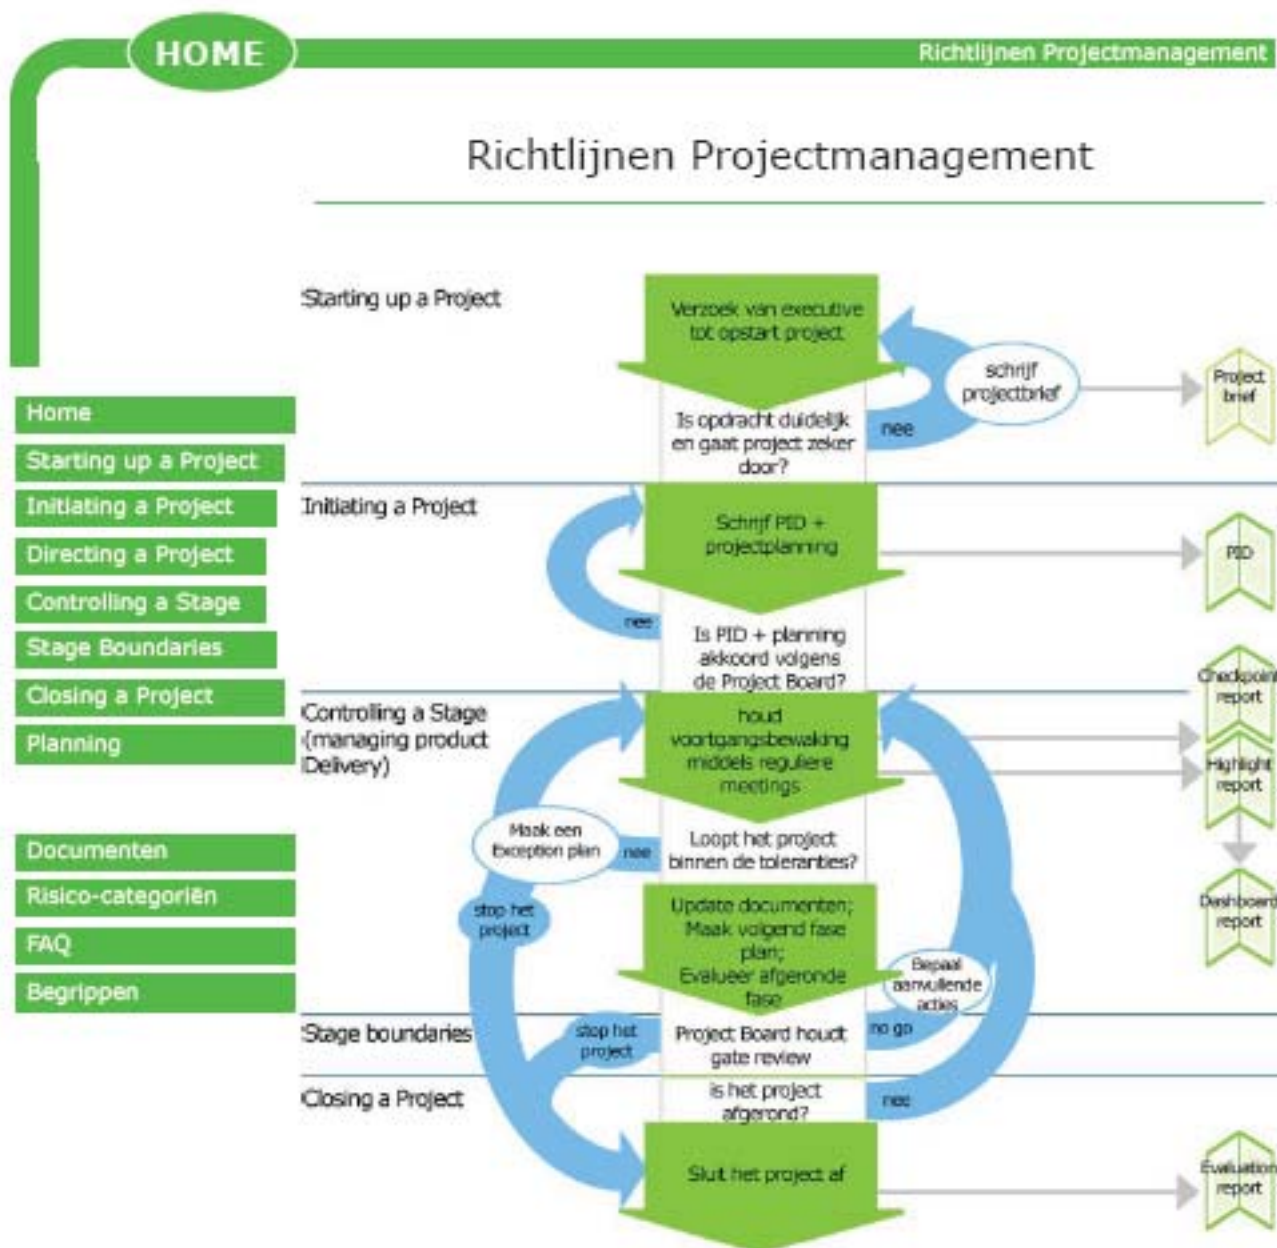 HOME
Richtlijnen Projectmanagement
Richtlijnen Projectmanagement
Home
Starting up a Project
Initiating a Project
Directing a Project
Controlling a Stage
Stage Boundaries
Closing a Project
Planning
Documenten
Risico-categoriën
FAQ
Begrippen
Starting up a Project
Verzoek van executive
tot opstart project
schrijf
projectbrief
Project
brief
Is opdracht duidelijk
en gaat project zeker
door?
nee
Initiating a Project
Schrijf PID +
projectplanning
PID
nee
Is PID + planning
akkoord volgens
de Project Board?
Checkpoint
report
Controlling a Stage
(managing product
Delivery)
houd
voortgangsbewaking
middels reguliere
meetings
Highlight
report
Maak een
Exception plan
nee
Loopt het project
binnen de toleranties?
stop het
project
Update documenten;
Maak volgend fase
plan;
Evalueer afgeronde
fase
Dashboard
report
Bepaal
aanvullende
acties
Stage boundaries
stop het
project
Project Board houdt
gate review
no go
Closing a Project
is het project
afgerond?
nee
Sluit het project af
Evaluation
report